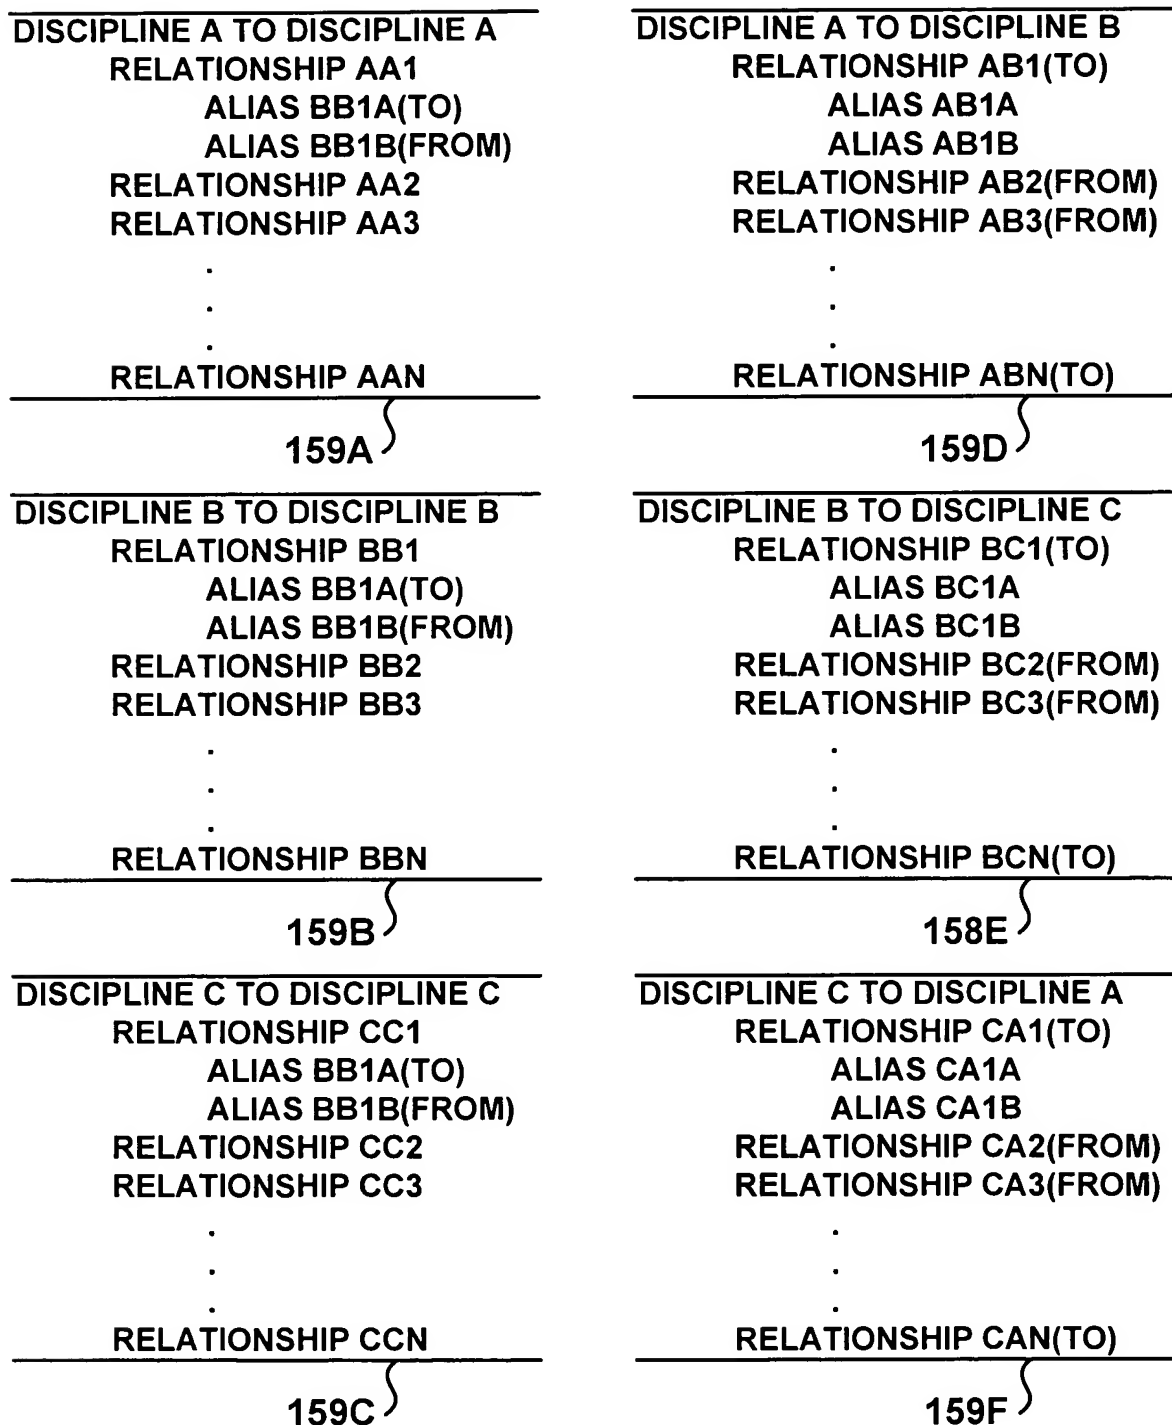 DISCIPLINE A TO DISCIPLINE A
RELATIONSHIP AA1
ALIAS BB1A(TO)
ALIAS BB1B(FROM)
RELATIONSHIP AA2
RELATIONSHIP AA3
.
.
.
RELATIONSHIP AAN
159A
DISCIPLINE B TO DISCIPLINE B
RELATIONSHIP BB1
ALIAS BB1A(TO)
ALIAS BB1B(FROM)
RELATIONSHIP BB2
RELATIONSHIP BB3
.
.
.
RELATIONSHIP BBN
159B
DISCIPLINE C TO DISCIPLINE C
RELATIONSHIP CC1
ALIAS BB1A(TO)
ALIAS BB1B(FROM)
RELATIONSHIP CC2
RELATIONSHIP CC3
.
.
.
RELATIONSHIP CCN
159C
DISCIPLINE A TO DISCIPLINE B
RELATIONSHIP AB1(TO)
ALIAS AB1A
ALIAS AB1B
RELATIONSHIP AB2(FROM)
RELATIONSHIP AB3(FROM)
.
.
.
RELATIONSHIP ABN(TO)
159D
DISCIPLINE B TO DISCIPLINE C
RELATIONSHIP BC1(TO)
ALIAS BC1A
ALIAS BC1B
RELATIONSHIP BC2(FROM)
RELATIONSHIP BC3(FROM)
.
.
.
RELATIONSHIP BCN(TO)
158E
DISCIPLINE C TO DISCIPLINE A
RELATIONSHIP CA1(TO)
ALIAS CA1A
ALIAS CA1B
RELATIONSHIP CA2(FROM)
RELATIONSHIP CA3(FROM)
.
.
.
RELATIONSHIP CAN(TO)
159F